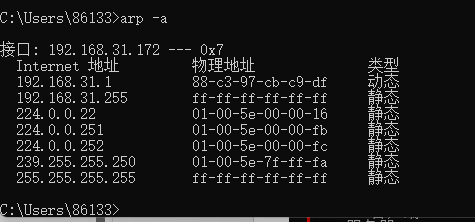 C:\Users\86133>arp -a
接口: 192.168.31.172 --- 0x7
Internet 地址 物理地址 类型
192.168.31.1 88-c3-97-cb-c9-df 动态
192.168.31.255 ff-ff-ff-ff-ff-ff 静态
224.0.0.22 01-00-5e-00-00-16 静态
224.0.0.251 01-00-5e-00-00-fb 静态
224.0.0.252 01-00-5e-00-00-fc 静态
239.255.255.250 01-00-5e-7f-ff-fa 静态
255.255.255.255 ff-ff-ff-ff-ff-ff 静态
C:\Users\86133>